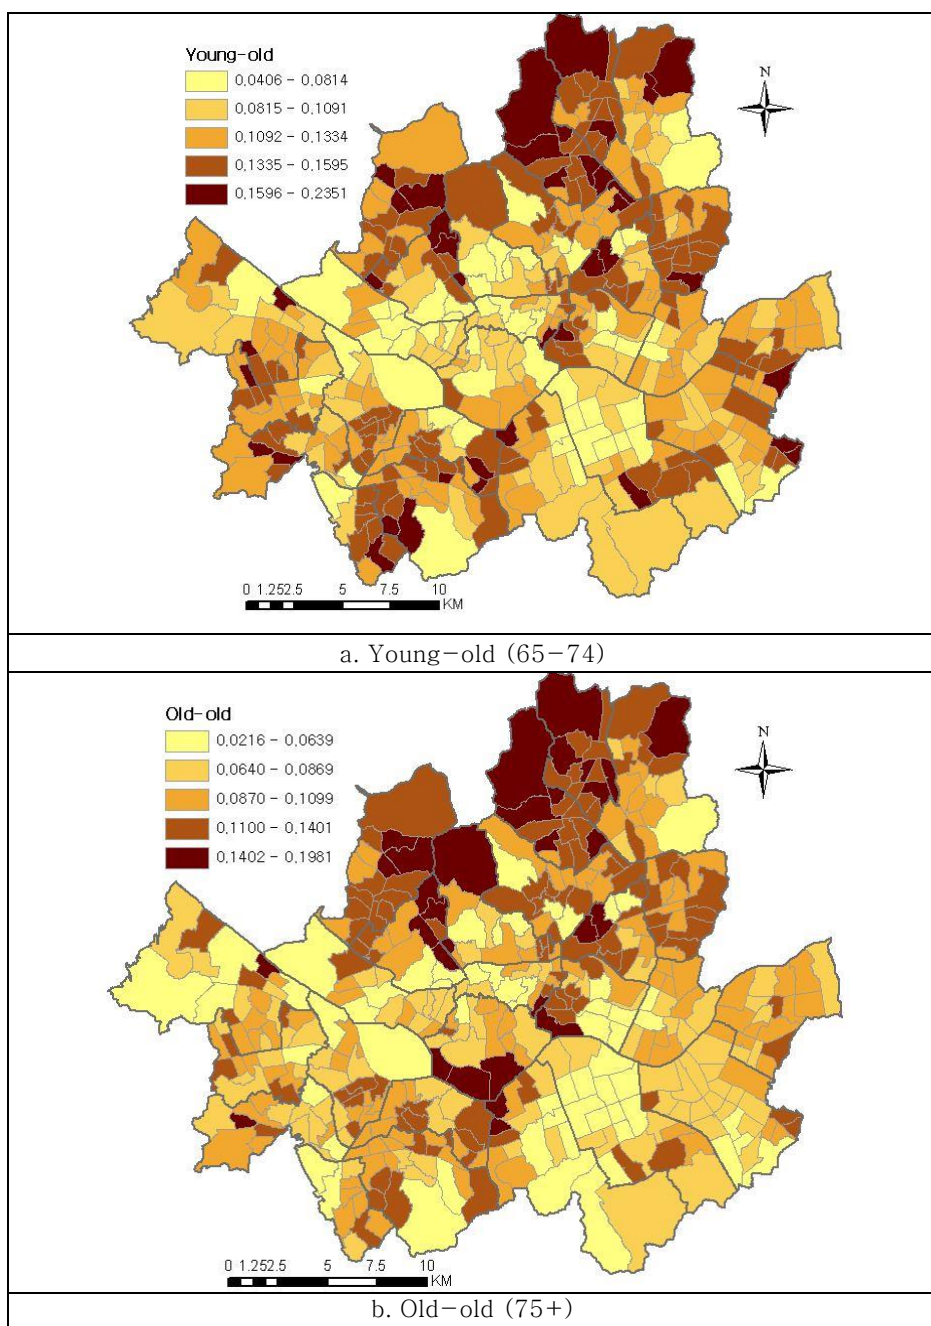 Young-old
0,0406 - 0,0814
0,0815 - 0,1091
0,1092 - 0,1334
0,1335 - 0,1595
0,1596 - 0,2351
N
0 1.252.5 5 7.5 10
KM
a. Young-old (65-74)
Old-old
0,0216 - 0,0639
0,0640 - 0,0869
0,0870 - 0,1099
0,1100 - 0,1401
0,1402 - 0,1981
N
0 1.252.5 5 7.5 10
KM
b. Old-old (75+)